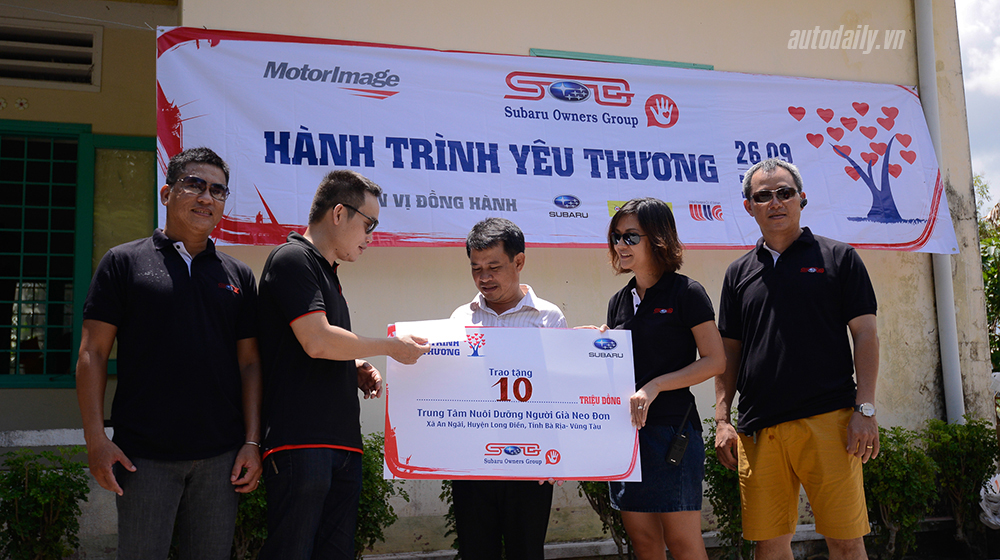 autodaily.vn
MotorImage
SOG
Subaru Owners Group
HÀNH TRÌNH YÊU THƯƠNG
26.09
VỊ ĐỒNG HÀNH
SUBARU
TRÌNH
THƯƠNG
SUBARU
Trao tặng
10
TRIỆU ĐỒNG
Trung Tâm Nuôi Dưỡng Người Già Neo Đơn
Xã An Ngãi, Huyện Long Điền, Tỉnh Bà Rịa- Vũng Tàu
SOG
Subaru Owners Group